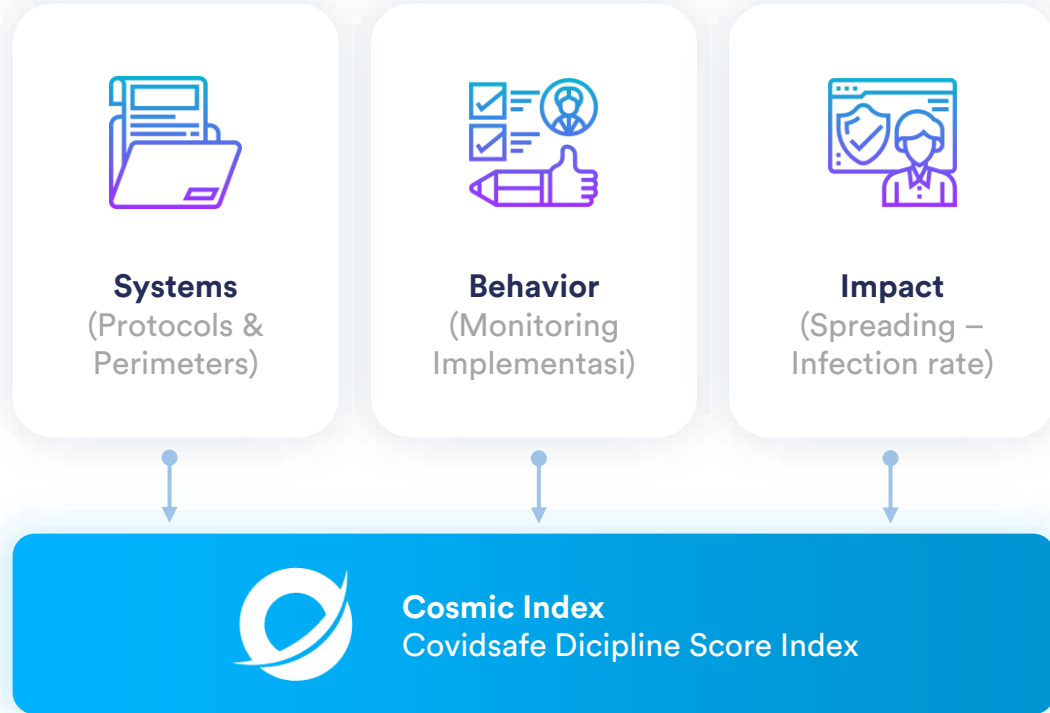 Systems
(Protocols &
Perimeters)
Behavior
(Monitoring
Implementasi)
Impact
(Spreading –
Infection rate)
Cosmic Index
Covidsafe Dicipline Score Index